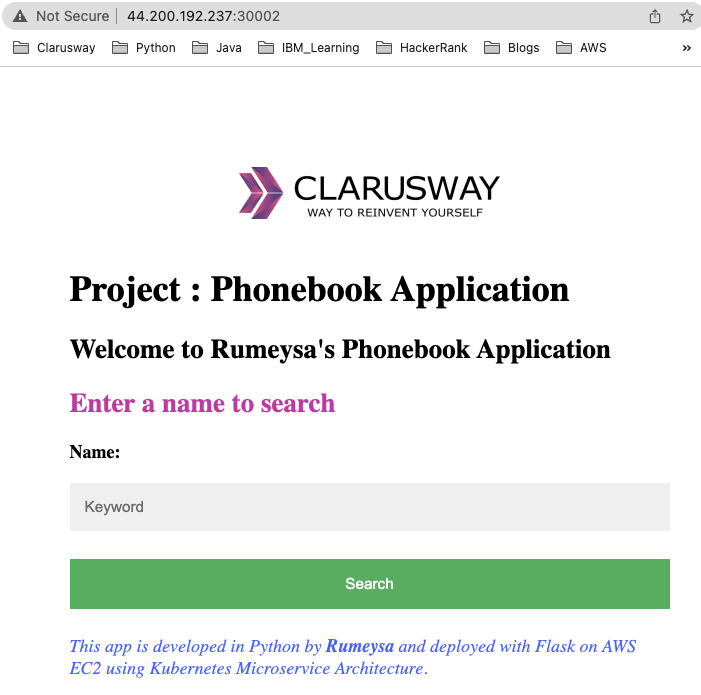 Not Secure 44.200.192.237:30002
Clarusway Python Java IBM_Learning HackerRank Blogs AWS »
CLARUSWAY
WAY TO REINVENT YOURSELF
Project : Phonebook Application
Welcome to Rumeysa's Phonebook Application
Enter a name to search
Name:
Keyword
Search
This app is developed in Python by Rumeysa and deployed with Flask on AWS
EC2 using Kubernetes Microservice Architecture.